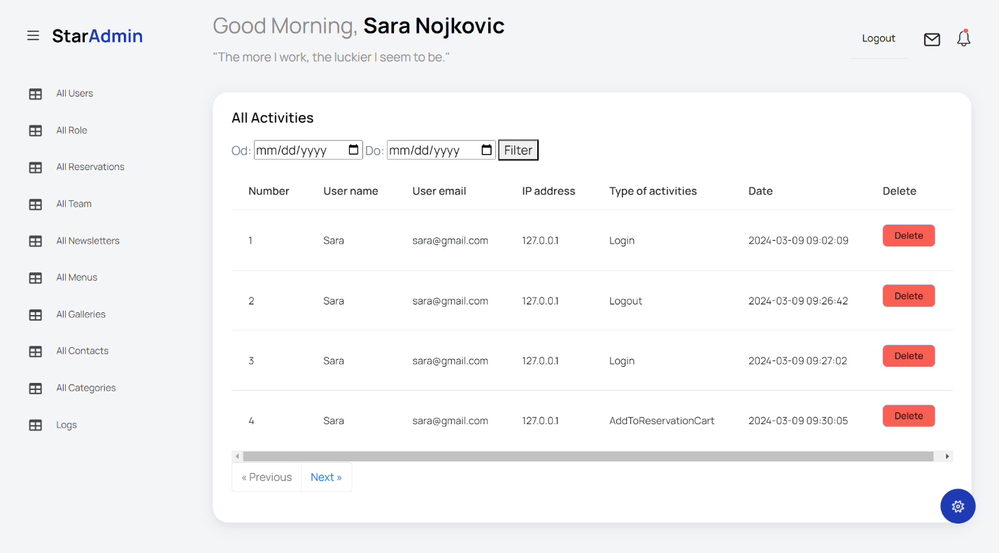 StarAdmin
Good Morning, Sara Nojkovic
"The more I work, the luckier I seem to be."
Logout
All Users
All Role
All Reservations
All Team
All Newsletters
All Menus
All Galleries
All Contacts
All Categories
Logs
All Activities
Od: mm/dd/yyyy Do: mm/dd/yyyy Filter
Number User name User email IP address Type of activities Date Delete
1 Sara sara@gmail.com 127.0.0.1 Login 2024-03-09 09:02:09 Delete
2 Sara sara@gmail.com 127.0.0.1 Logout 2024-03-09 09:26:42 Delete
3 Sara sara@gmail.com 127.0.0.1 Login 2024-03-09 09:27:02 Delete
4 Sara sara@gmail.com 127.0.0.1 AddToReservationCart 2024-03-09 09:30:05 Delete
« Previous Next »